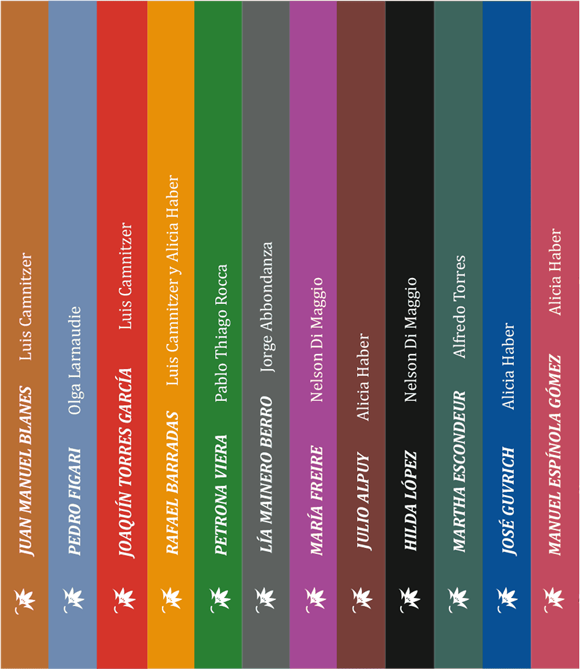 JUAN MANUEL BLANES Luis Camnitzer
PEDRO FIGARI Olga Larnaudie
JOAQUÍN TORRES GARCÍA Luis Camnitzer
RAFAEL BARRADAS Luis Camnitzer y Alicia Haber
PETRONA VIERA Pablo Thiago Rocca
LÍA MAINERO BERRO Jorge Abbondanza
MARÍA FREIRE Nelson Di Maggio
JULIO ALPUY Alicia Haber
HILDA LÓPEZ Nelson Di Maggio
MARTHA ESCONDEUR Alfredo Torres
JOSÉ GUVRICH Alicia Haber
MANUEL ESPÍNOLA GÓMEZ Alicia Haber